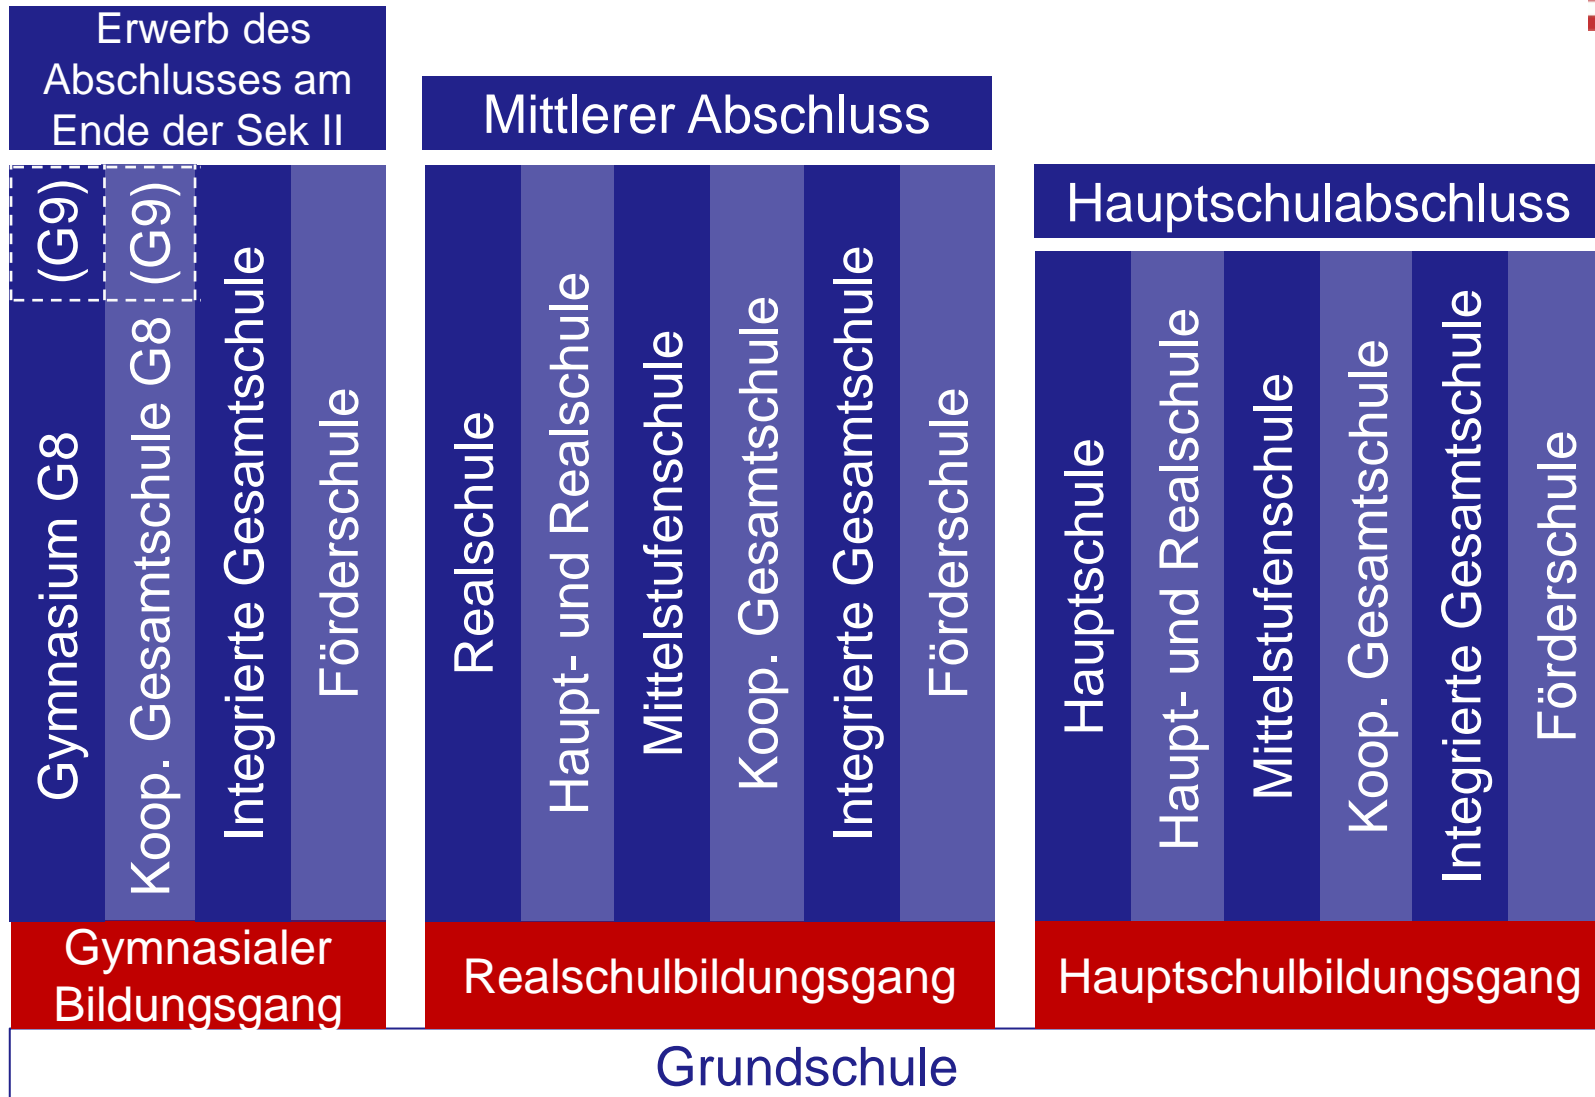 Erwerb des
Abschlusses am
Ende der Sek II
Mittlerer Abschluss
Hauptschulabschluss
(G9)
Gymnasium G8
(G9)
Koop. Gesamtschule G8
Integrierte Gesamtschule
Förderschule
Realschule
Haupt- und Realschule
Mittelstufenschule
Koop. Gesamtschule
Integrierte Gesamtschule
Förderschule
Hauptschule
Haupt- und Realschule
Mittelstufenschule
Koop. Gesamtschule
Integrierte Gesamtschule
Förderschule
Gymnasialer
Bildungsgang
Realschulbildungsgang
Hauptschulbildungsgang
Grundschule